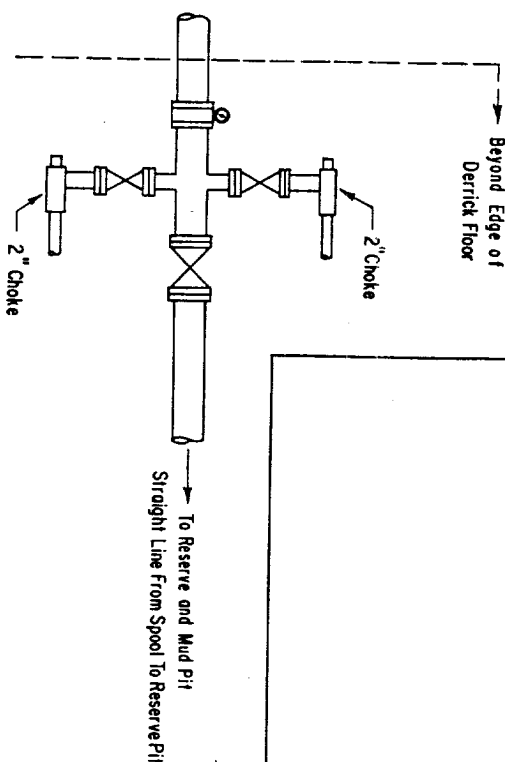 Beyond Edge of
Derrick Floor
2" Choke
2" Choke
To Reserve and Mud Pit
Straight Line From Spool To Reserve Pit